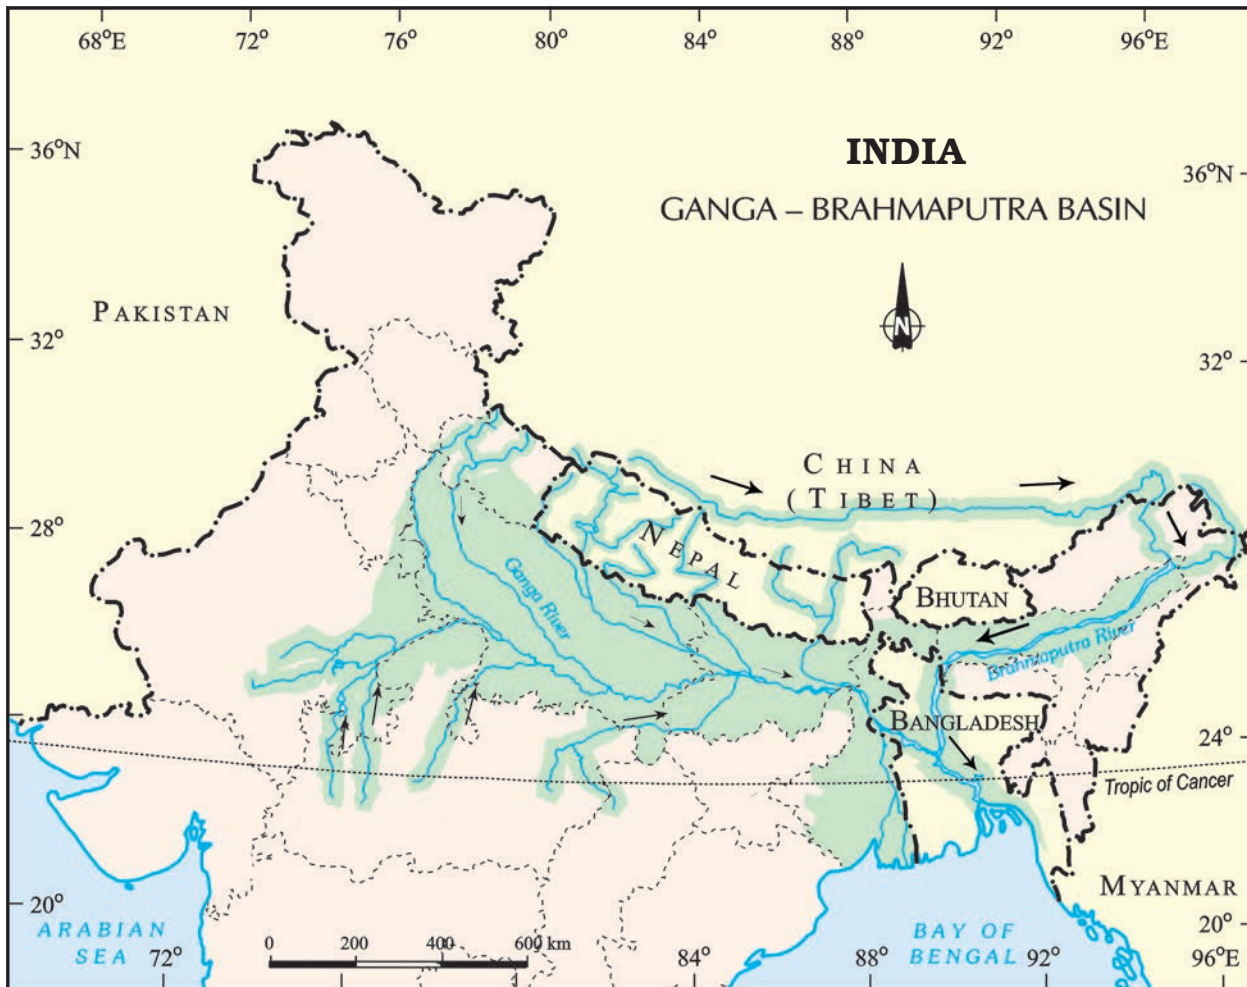 68°E 72° 76° 80° 84° 88° 92° 96°E
36°N
INDIA
36°N
GANGA – BRAHMAPUTRA BASIN
PAKISTAN
N
32°
32°
CHINA
(TIBET)
28°
NEPAL
28°
Ganga River
BHUTAN
Brahmaputra River
BANGLADESH
24°
Tropic of Cancer
MYANMAR
20°
20°
ARABIAN
SEA
0 200 400 600 km
BAY OF
BENGAL
72° 84° 88° 92° 96°E